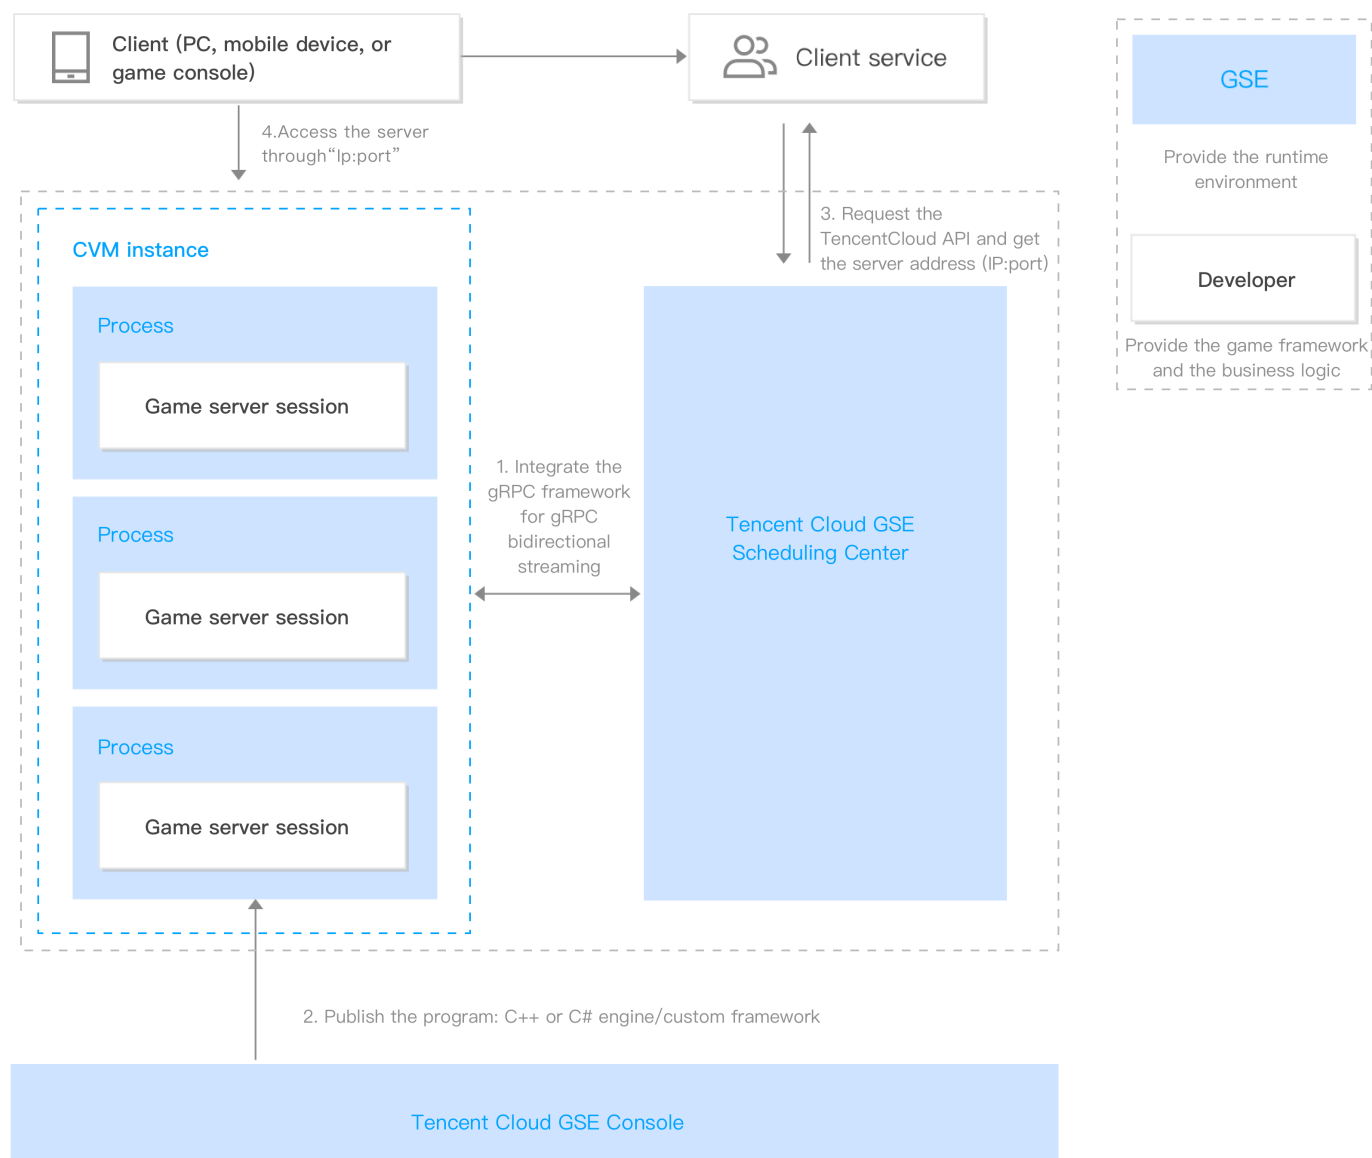 Client (PC, mobile device, or
game console)
Client service
4.Access the server
through“Ip:port”
3. Request the
TencentCloud API and get
the server address (IP:port)
CVM instance
Process
Game server session
Process
Game server session
Process
Game server session
1. Integrate the
gRPC framework
for gRPC
bidirectional
streaming
Tencent Cloud GSE
Scheduling Center
2. Publish the program: C++ or C# engine/custom framework
Tencent Cloud GSE Console
GSE
Provide the runtime
environment
Developer
Provide the game framework
and the business logic